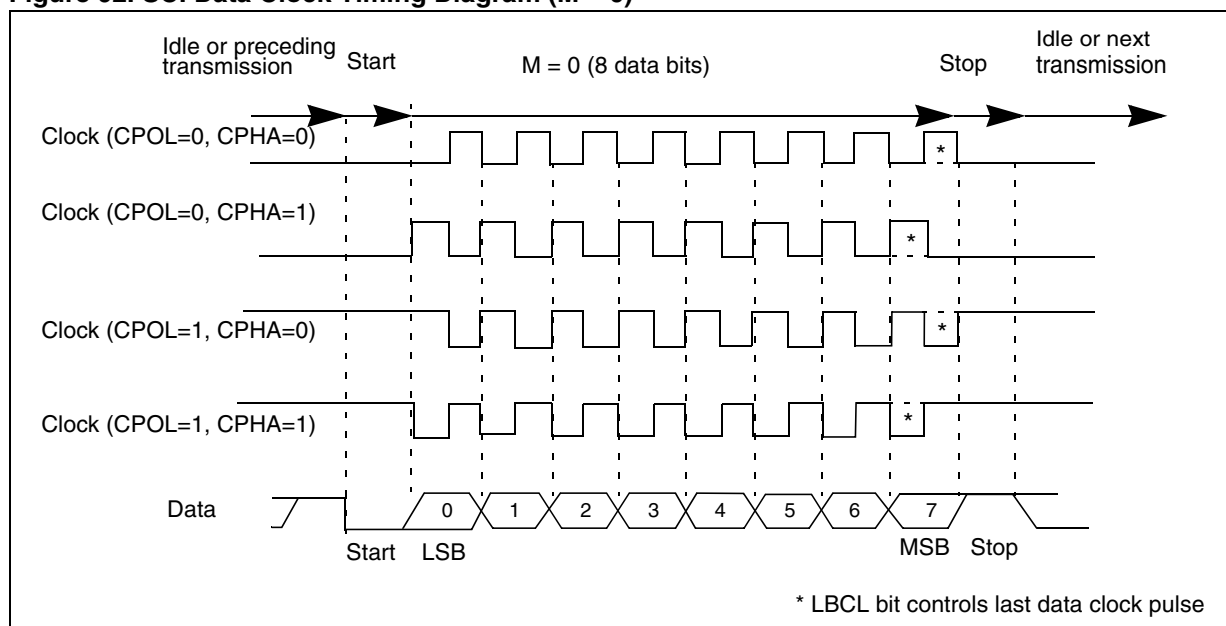 Idle or preceding
transmission
Start
M = 0 (8 data bits)
Stop
Idle or next
transmission
Clock (CPOL=0, CPHA=0)
*
Clock (CPOL=0, CPHA=1)
*
Clock (CPOL=1, CPHA=0)
*
Clock (CPOL=1, CPHA=1)
*
Data
0 1 2 3 4 5 6 7
Start LSB MSB Stop
* LBCL bit controls last data clock pulse